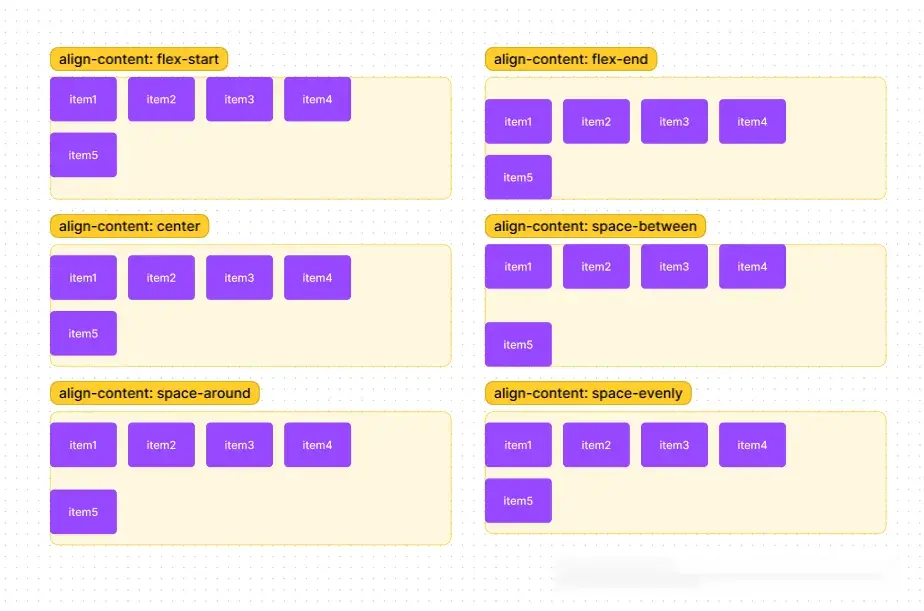 align-content: flex-start
item1 item2 item3 item4
item5
align-content: flex-end
item1 item2 item3 item4
item5
align-content: center
item1 item2 item3 item4
item5
align-content: space-between
item1 item2 item3 item4
item5
align-content: space-around
item1 item2 item3 item4
item5
align-content: space-evenly
item1 item2 item3 item4
item5